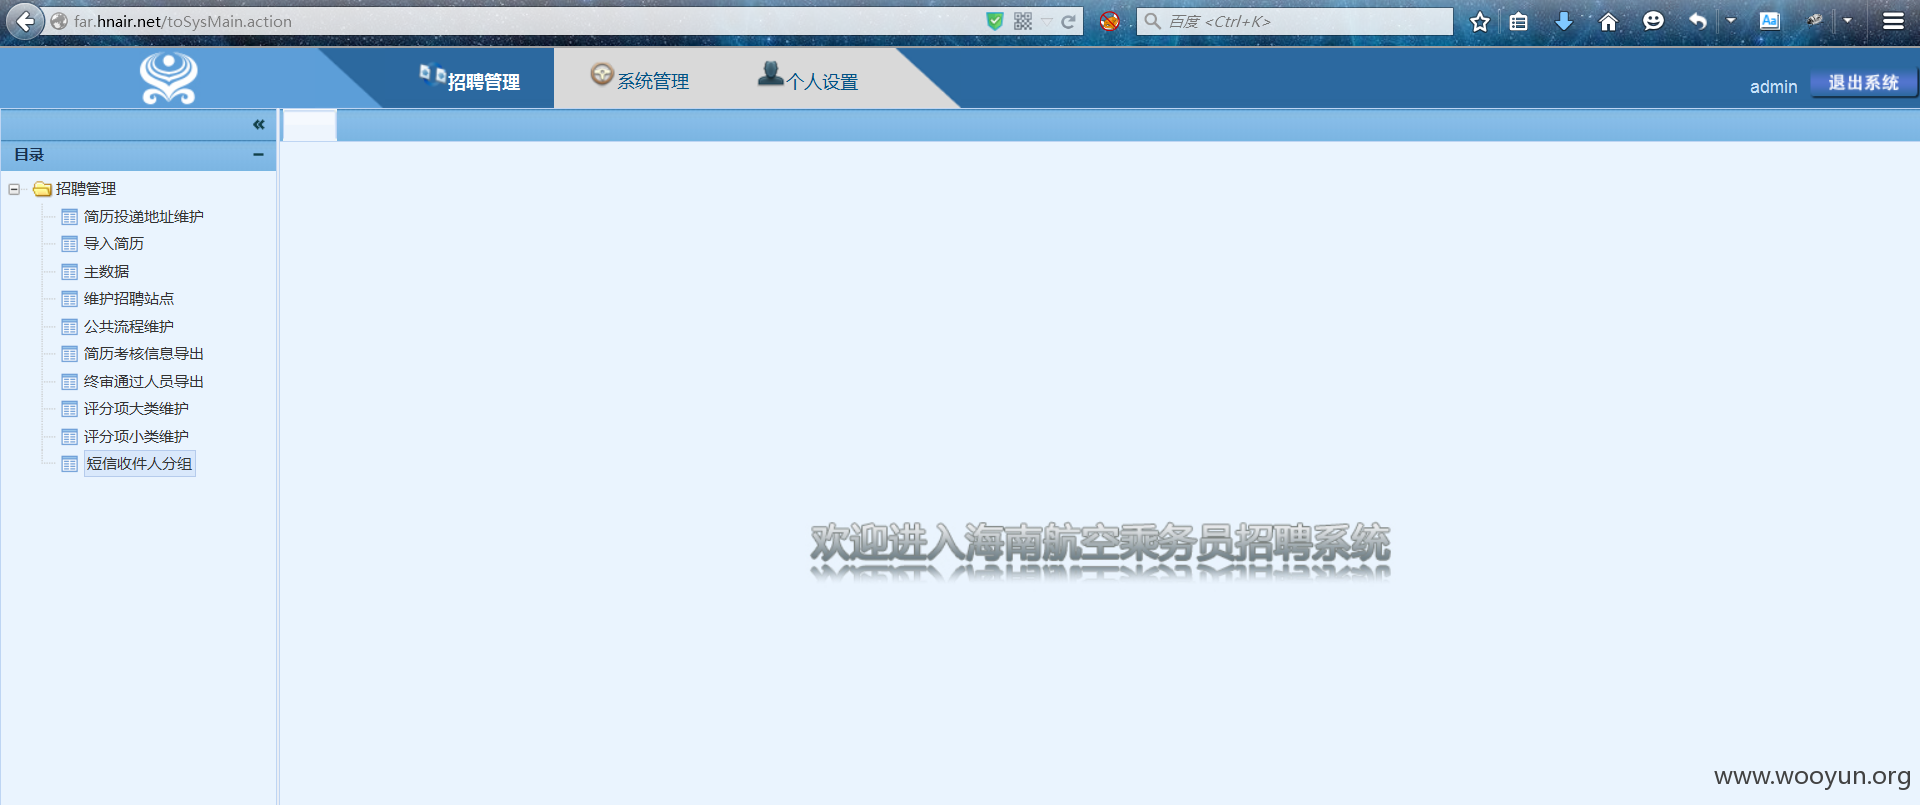 far.hnair.net/toSysMain.action
百度 <Ctrl+K>
Aa
招聘管理
系统管理
个人设置
admin
退出系统
目录
招聘管理
简历投递地址维护
导入简历
主数据
维护招聘站点
公共流程维护
简历考核信息导出
终审通过人员导出
评分项大类维护
评分项小类维护
短信收件人分组
欢迎进入海南航空乘务员招聘系统
www.wooyun.org